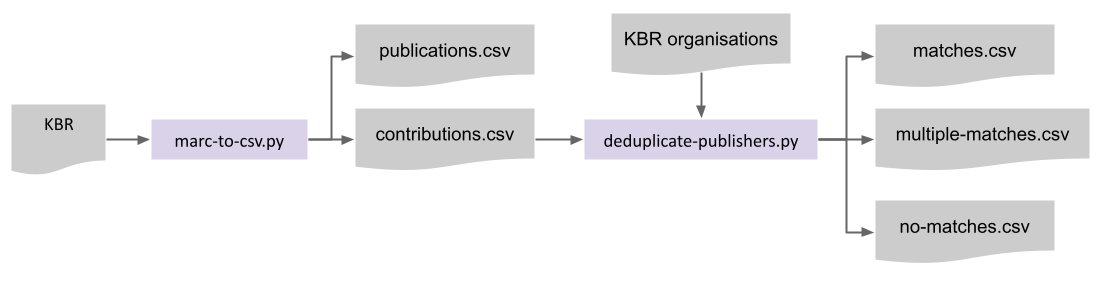 KBR
marc-to-csv.py
publications.csv
contributions.csv
KBR organisations
deduplicate-publishers.py
matches.csv
multiple-matches.csv
no-matches.csv